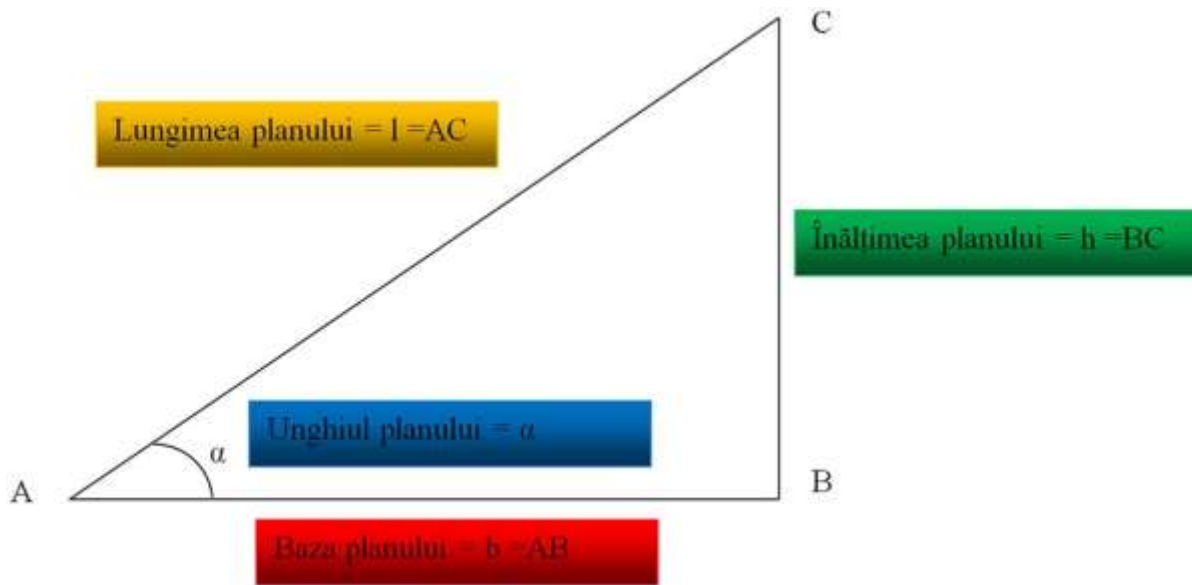 C
Lungimea planului = l =AC
Înălțimea planului = h =BC
Unghiul planului = α
α
A
B
Baza planului = b =AB